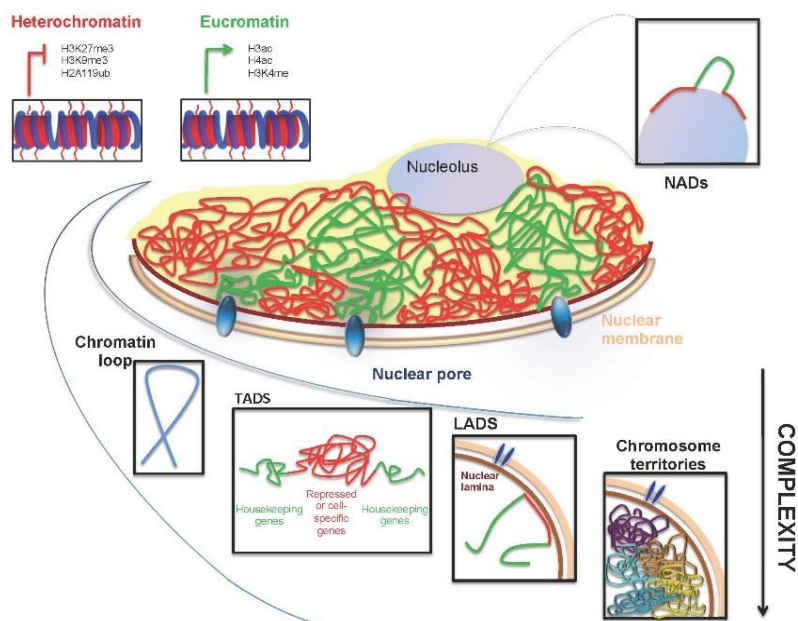 Heterochromatin
H3K27me3
H3K9me3
H2A119ub
Eucromatin
H3ac
H4ac
H3K4me
Nucleolus
NADs
Nuclear
membrane
Chromatin
loop
Nuclear pore
TADS
Housekeeping
genes
Repressed
or cell-
specific
genes
Housekeeping
genes
LADS
Nuclear
lamina
Chromosome
territories
COMPLEXITY